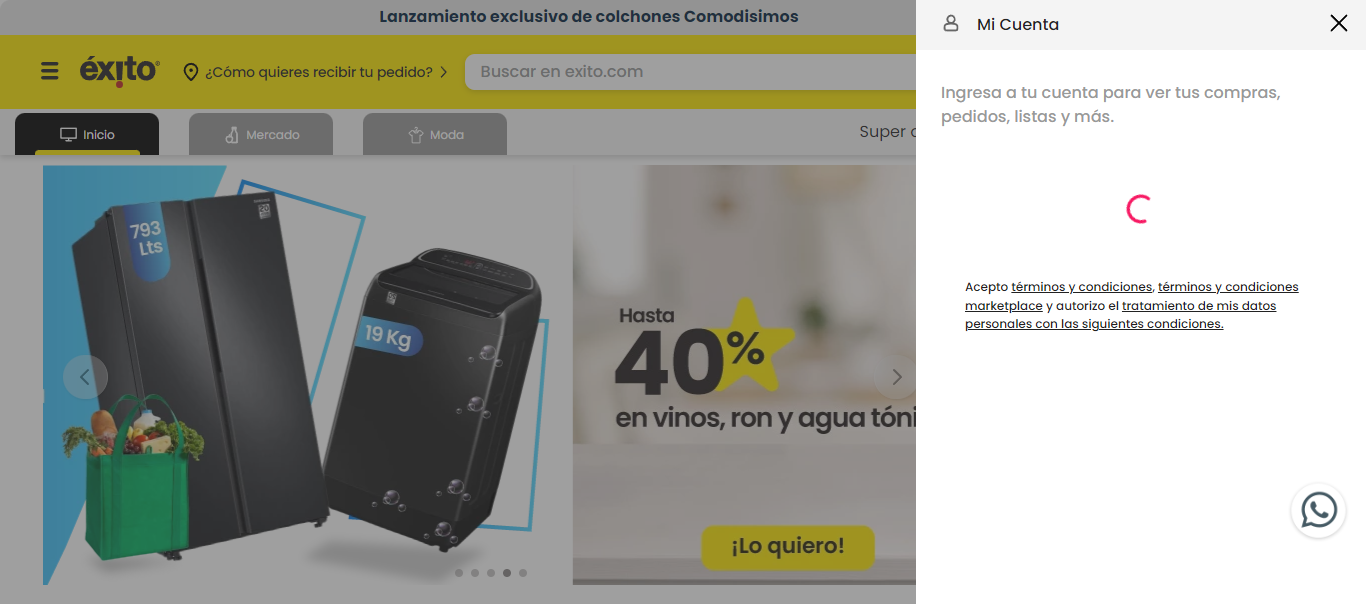 Lanzamiento exclusivo de colchones Comodisimos
éxito
¿Cómo quieres recibir tu pedido?
Buscar en exito.com
Inicio
Mercado
Moda
Super
793
Lts
19 Kg
Hasta
40%
en vinos, ron y agua tóni
¡Lo quiero!
Mi Cuenta
Ingresa a tu cuenta para ver tus compras,
pedidos, listas y más.
Acepto términos y condiciones, términos y condiciones
marketplace y autorizo el tratamiento de mis datos
personales con las siguientes condiciones.